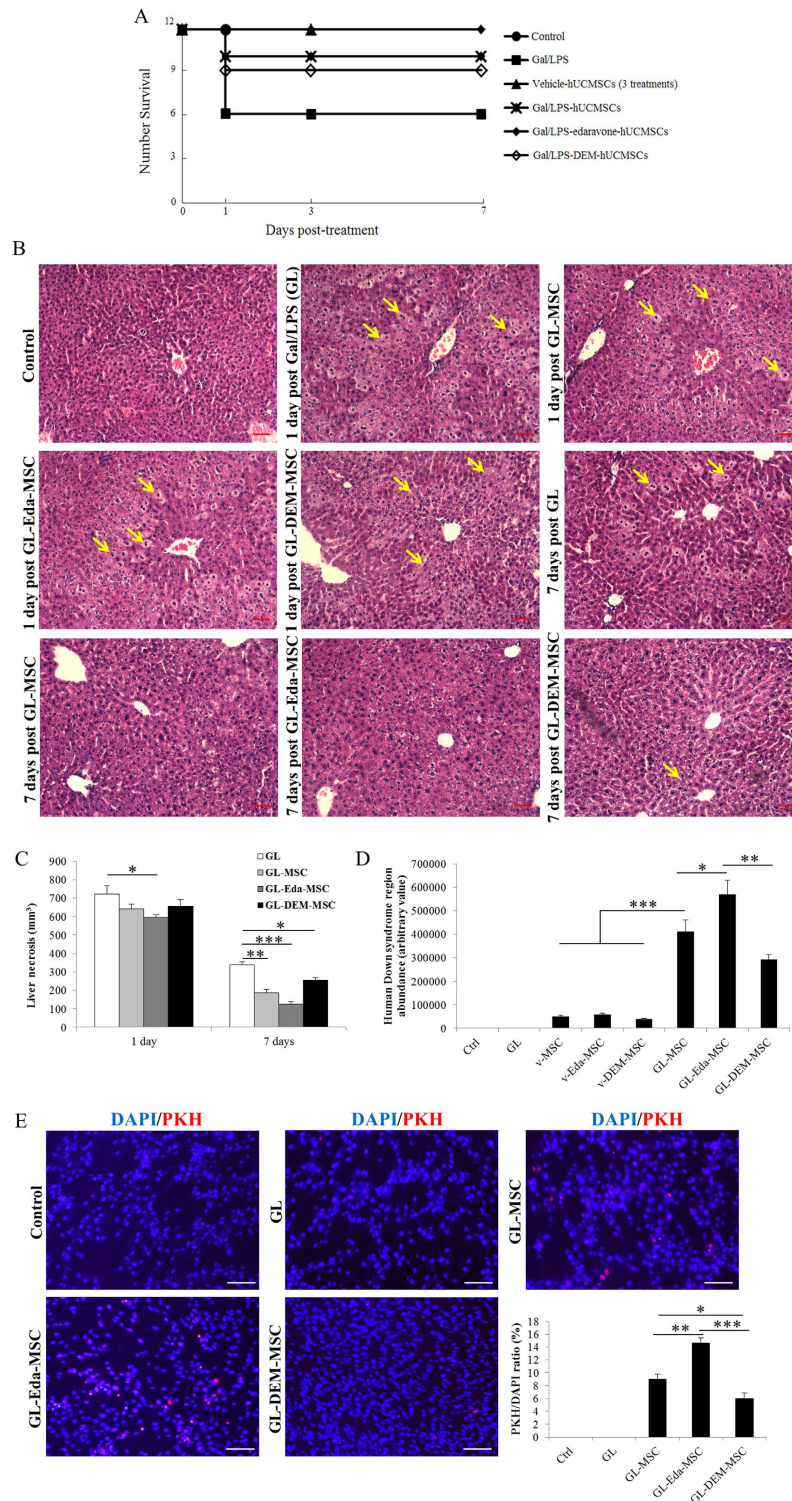 A
12
9
6
3
0
Number Survival
0 1 3 7
Days post-treatment
Control
Gal/LPS
Vehicle-hUCMSCs (3 treatments)
Gal/LPS-hUCMSCs
Gal/LPS-edaravone-hUCMSCs
Gal/LPS-DEM-hUCMSCs
B
Control
1 day post Gal/LPS (GL)
1 day post GL-MSC
1 day post GL-Eda-MSC
1 day post GL-DEM-MSC
7 days post GL
7 days post GL-MSC
7 days post GL-Eda-MSC
7 days post GL-DEM-MSC
C
Liver necrosis (mm³)
900
800
700
600
500
400
300
200
100
0
*
GL
GL-MSC
GL-Eda-MSC
GL-DEM-MSC
*
***
**
1 day 7 days
D
Human Down syndrome region
abundance (arbitrary value)
700000
600000
500000
400000
300000
200000
100000
0
*
**
***
Ctrl
GL
v-MSC
v-Eda-MSC
v-DEM-MSC
GL-MSC
GL-Eda-MSC
GL-DEM-MSC
E
DAPI/PKH
DAPI/PKH
DAPI/PKH
Control
GL
GL-MSC
GL-Eda-MSC
GL-DEM-MSC
PKH/DAPI ratio (%)
18
16
14
12
10
8
6
4
2
0
*
**
***
Ctrl
GL
GL-MSC
GL-Eda-MSC
GL-DEM-MSC